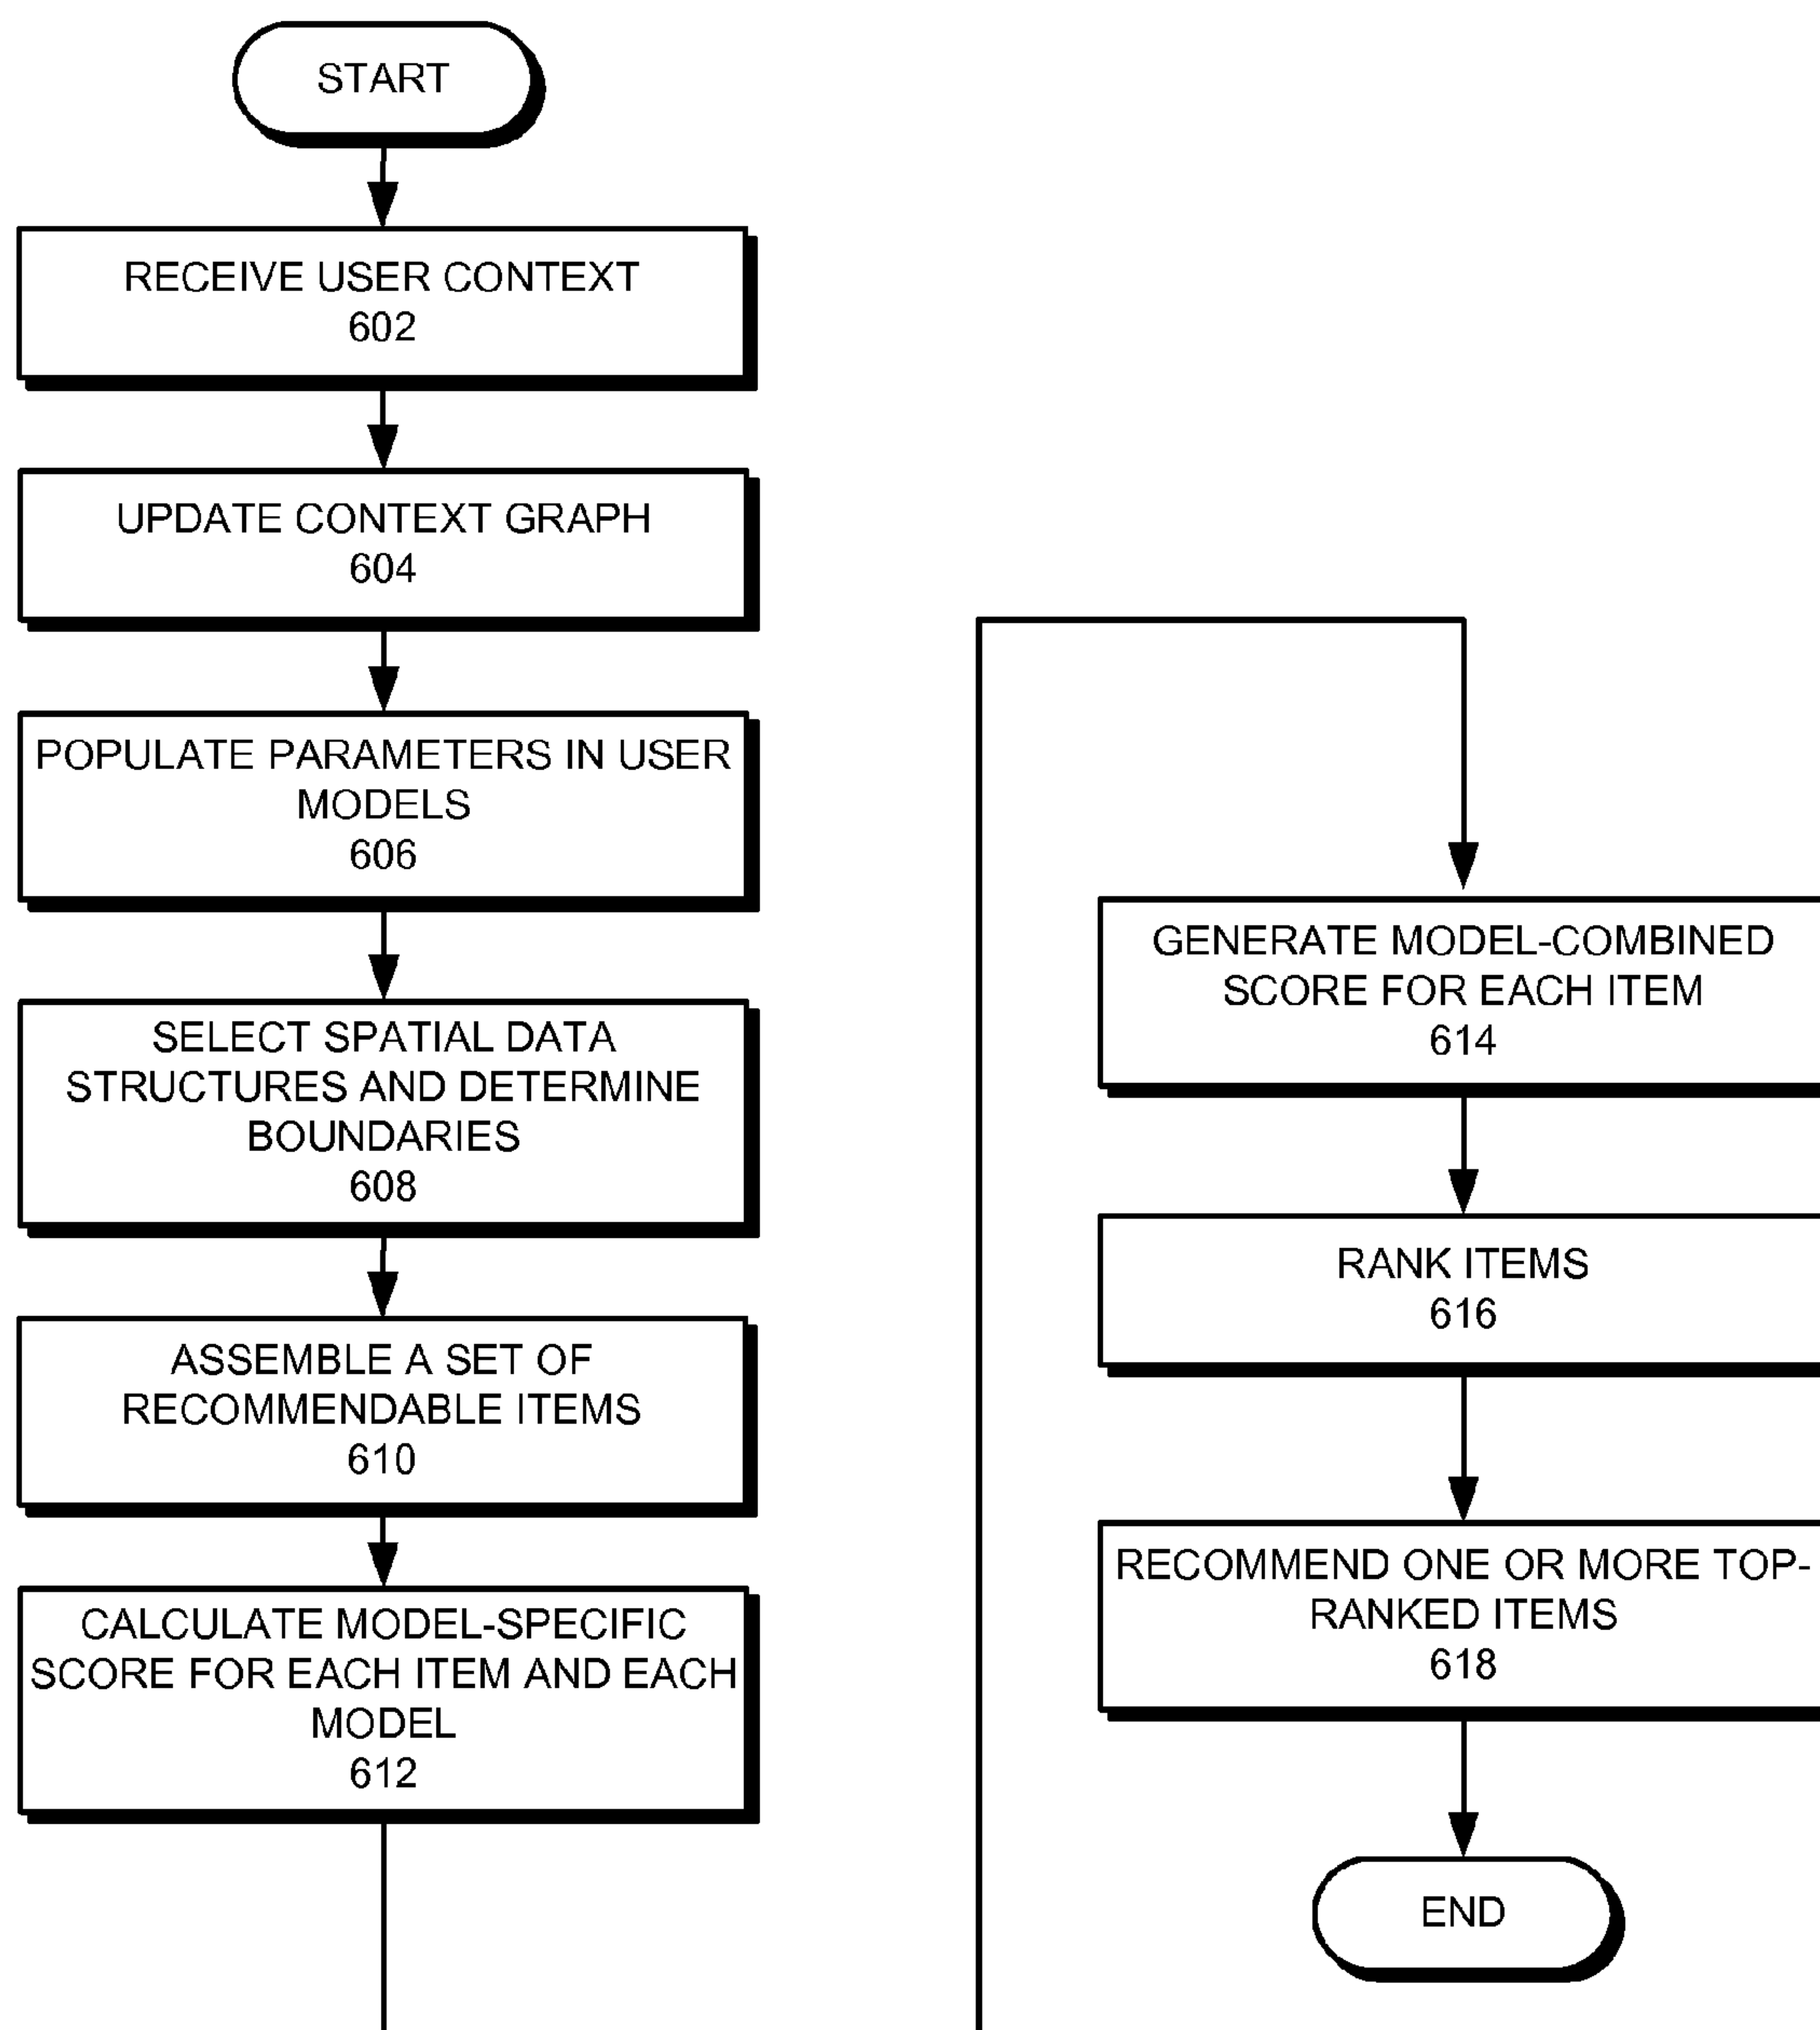 START
RECEIVE USER CONTEXT
602
UPDATE CONTEXT GRAPH
604
POPULATE PARAMETERS IN USER
MODELS
606
SELECT SPATIAL DATA
STRUCTURES AND DETERMINE
BOUNDARIES
608
ASSEMBLE A SET OF
RECOMMENDABLE ITEMS
610
CALCULATE MODEL-SPECIFIC
SCORE FOR EACH ITEM AND EACH
MODEL
612
GENERATE MODEL-COMBINED
SCORE FOR EACH ITEM
614
RANK ITEMS
616
RECOMMEND ONE OR MORE TOP-
RANKED ITEMS
618
END